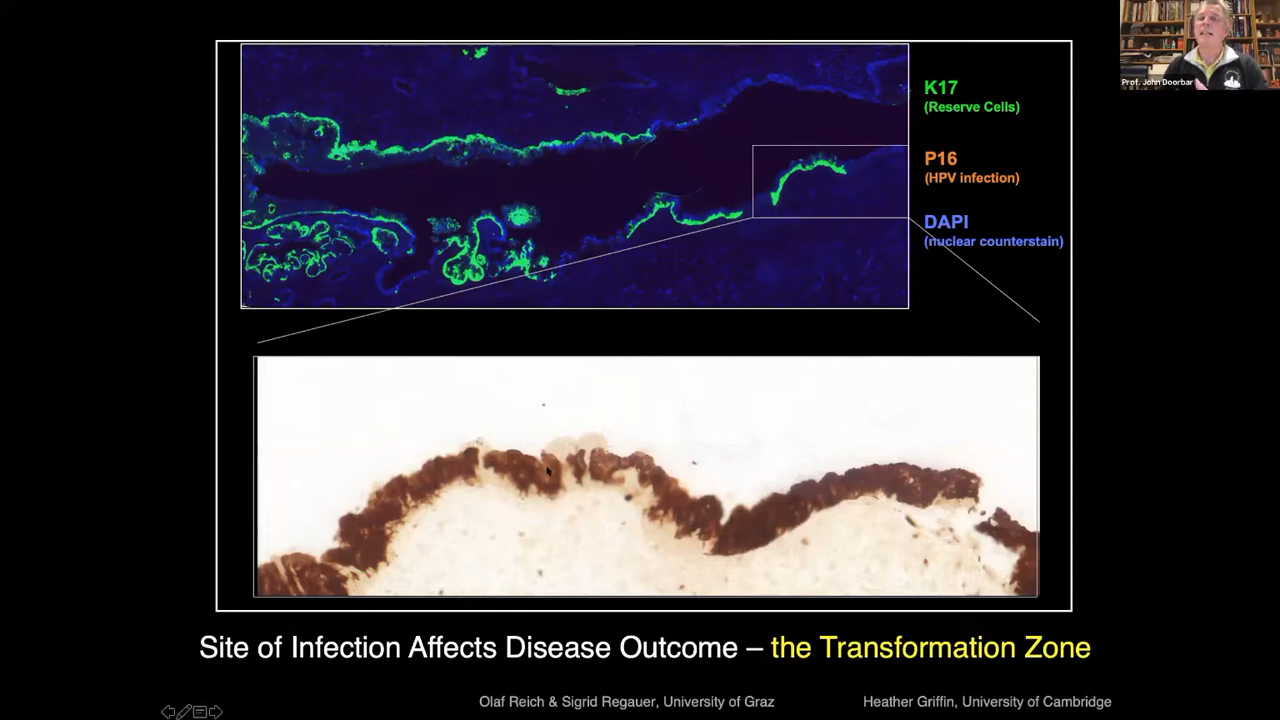 Prof. John Doorbar
K17
(Reserve Cells)
P16
(HPV infection)
DAPI
(nuclear counterstain)
Site of Infection Affects Disease Outcome – the Transformation Zone
Olaf Reich & Sigrid Regauer, University of Graz
Heather Griffin, University of Cambridge